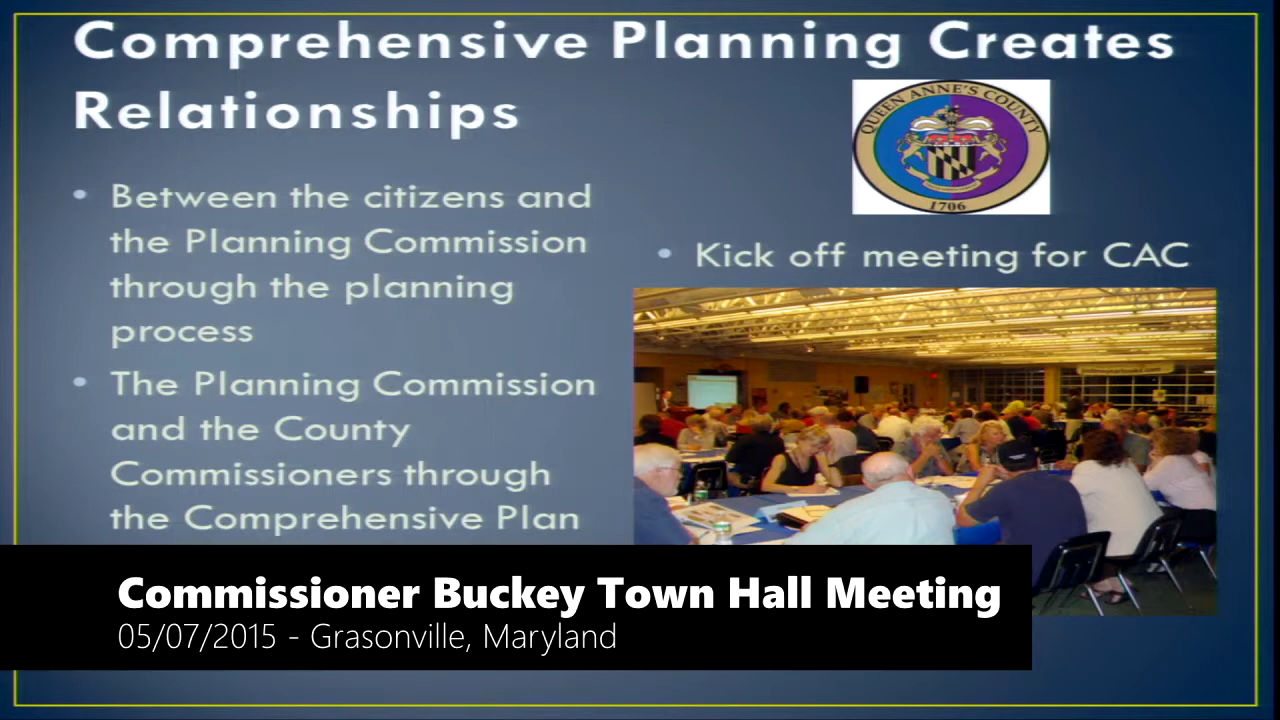 Comprehensive Planning Creates
Relationships
QUEEN ANNE'S COUNTY
1706
• Between the citizens and
the Planning Commission
through the planning
process
• The Planning Commission
and the County
Commissioners through
the Comprehensive Plan
• Kick off meeting for CAC
Commissioner Buckey Town Hall Meeting
05/07/2015 - Grasonville, Maryland